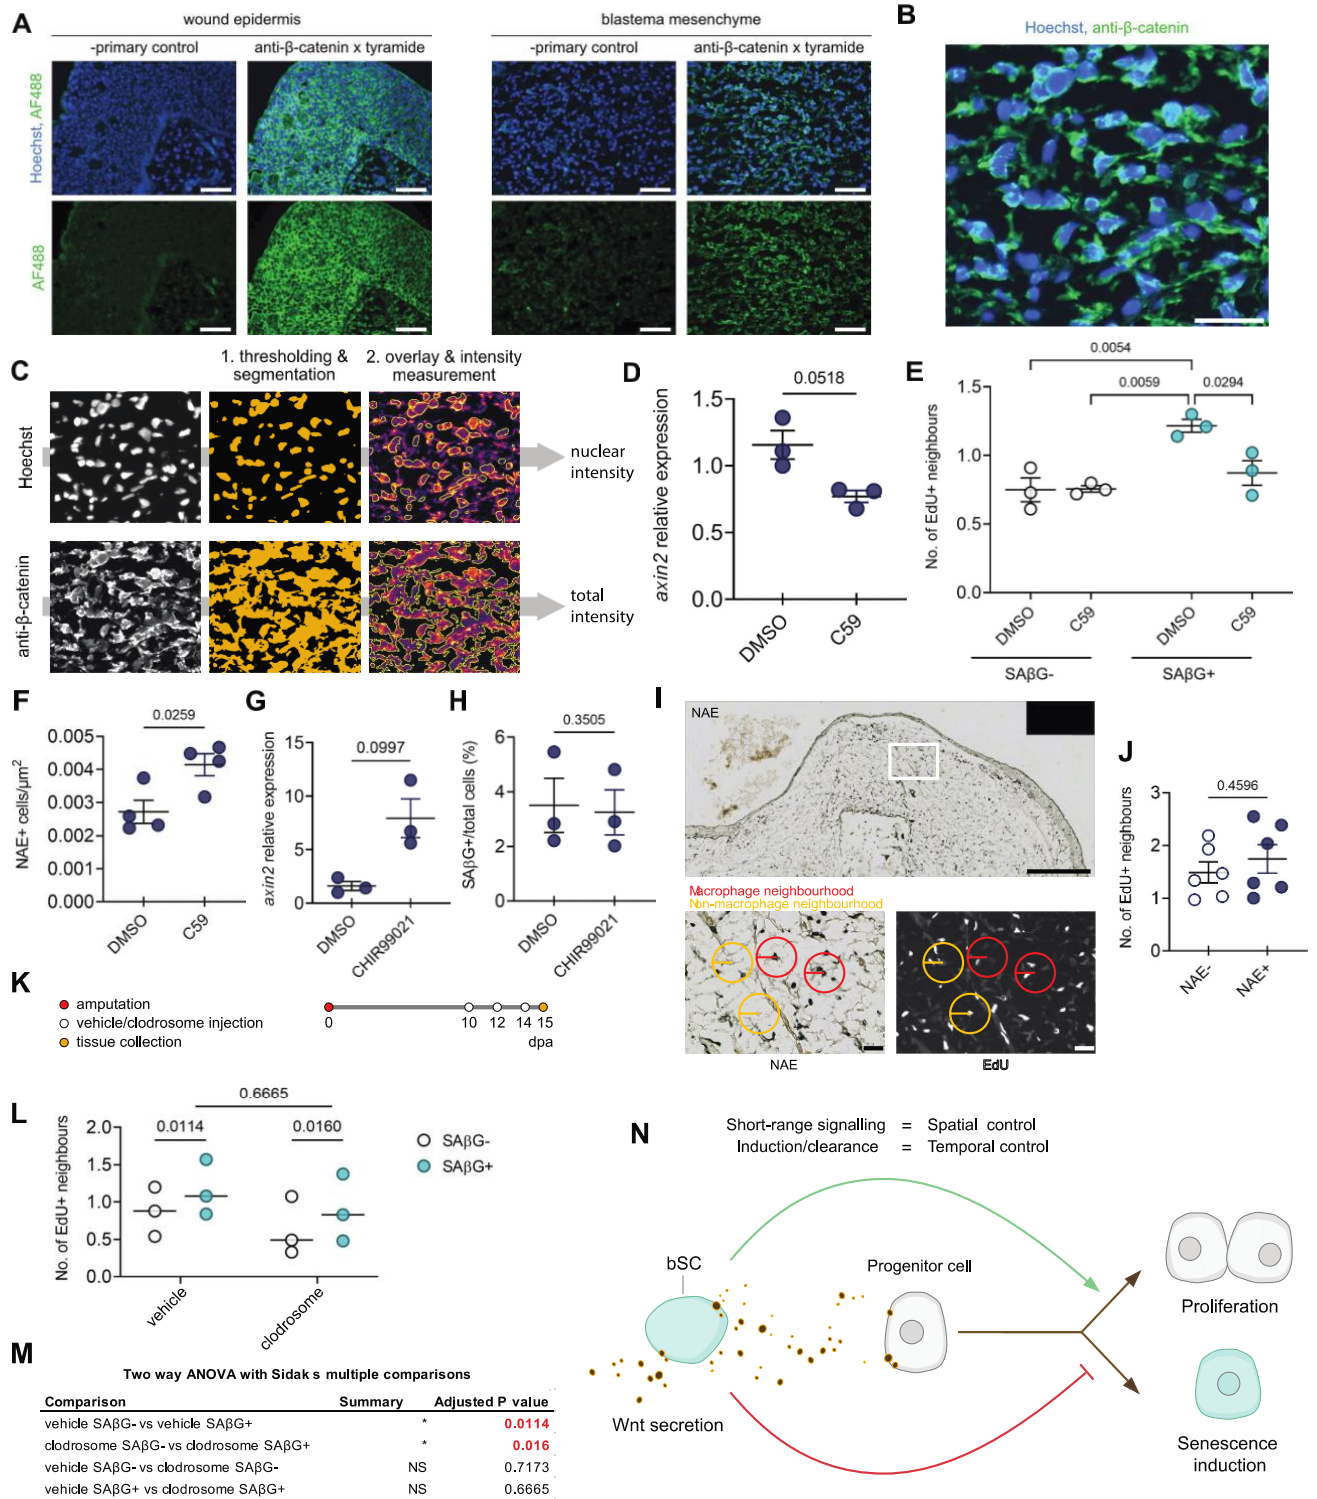 A
wound epidermis
blastema mesenchyme
-primary control
anti-β-catenin x tyramide
-primary control
anti-β-catenin x tyramide
Hoechst, AF488
AF488
B
Hoechst, anti-β-catenin
C
1. thresholding &
segmentation
2. overlay & intensity
measurement
Hoechst
nuclear
intensity
anti-β-catenin
total
intensity
D
0.0518
axin2 relative expression
1.5
1.0
0.5
0.0
DMSO
C59
E
0.0054
0.0059
0.0294
No. of EdU+ neighbours
1.5
1.0
0.5
0.0
DMSO
C59
DMSO
C59
SAβG-
SAβG+
F
0.0259
NAE+ cells/μm²
0.005
0.004
0.003
0.002
0.001
0.000
DMSO
C59
G
0.0997
axin2 relative expression
15
10
5
0
DMSO
CHIR99021
H
0.3505
SAβG+/total cells (%)
6
4
2
0
DMSO
CHIR99021
I
NAE
Macrophage neighbourhood
Non-macrophage neighbourhood
NAE
EdU
J
0.4596
No. of EdU+ neighbours
3
2
1
0
NAE-
NAE+
K
amputation
vehicle/clodrosome injection
tissue collection
0
10
12
14
15
dpa
L
0.6665
0.0114
0.0160
No. of EdU+ neighbours
2.0
1.5
1.0
0.5
0.0
vehicle
clodrosome
SAβG-
SAβG+
M
Two way ANOVA with Sidak s multiple comparisons
Comparison Summary Adjusted P value
vehicle SAβG- vs vehicle SAβG+ * 0.0114
clodrosome SAβG- vs clodrosome SAβG+ * 0.016
vehicle SAβG- vs clodrosome SAβG- NS 0.7173
vehicle SAβG+ vs clodrosome SAβG+ NS 0.6665
N
Short-range signalling = Spatial control
Induction/clearance = Temporal control
bSC
Progenitor cell
Wnt secretion
Proliferation
Senescence
induction